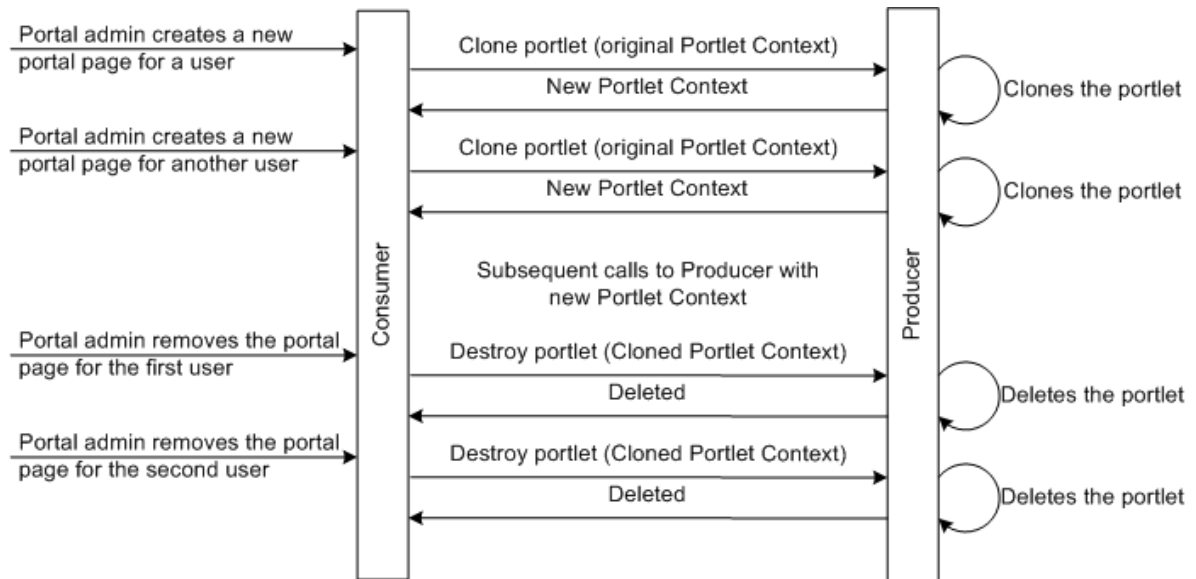 Portal admin creates a new
portal page for a user
Clone portlet (original Portlet Context)
New Portlet Context
Clones the portlet
Portal admin creates a new
portal page for another user
Clone portlet (original Portlet Context)
New Portlet Context
Clones the portlet
Consumer
Subsequent calls to Producer with
new Portlet Context
Producer
Portal admin removes the portal
page for the first user
Destroy portlet (Cloned Portlet Context)
Deleted
Deletes the portlet
Portal admin removes the portal
page for the second user
Destroy portlet (Cloned Portlet Context)
Deleted
Deletes the portlet